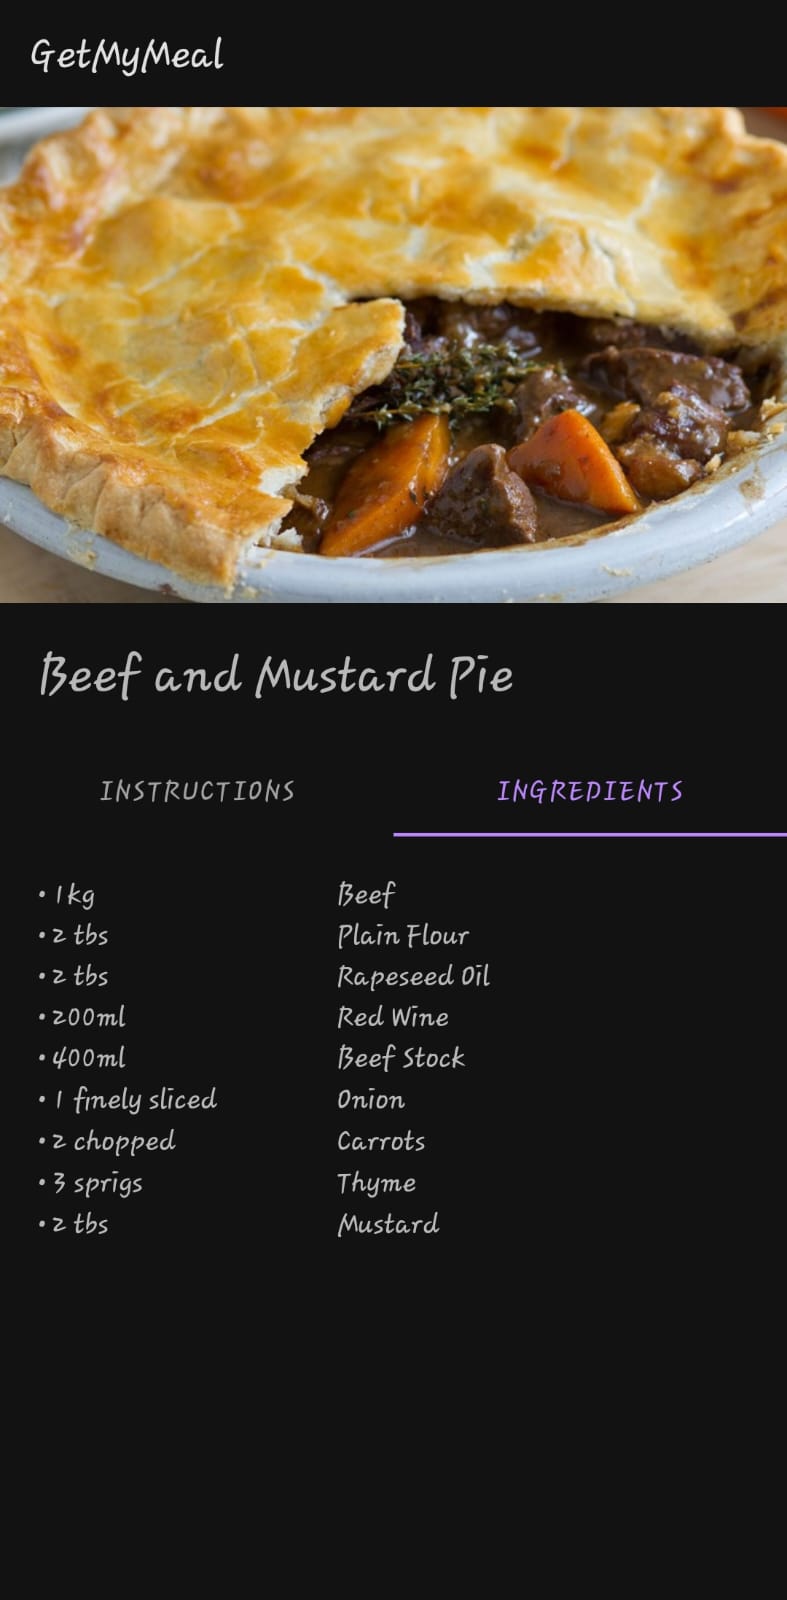 GetMyMeal
Beef and Mustard Pie
INSTRUCTIONS INGREDIENTS
• 1kg Beef
• 2 tbs Plain Flour
• 2 tbs Rapeseed Oil
• 200ml Red Wine
• 400ml Beef Stock
• 1 finely sliced Onion
• 2 chopped Carrots
• 3 sprigs Thyme
• 2 tbs Mustard